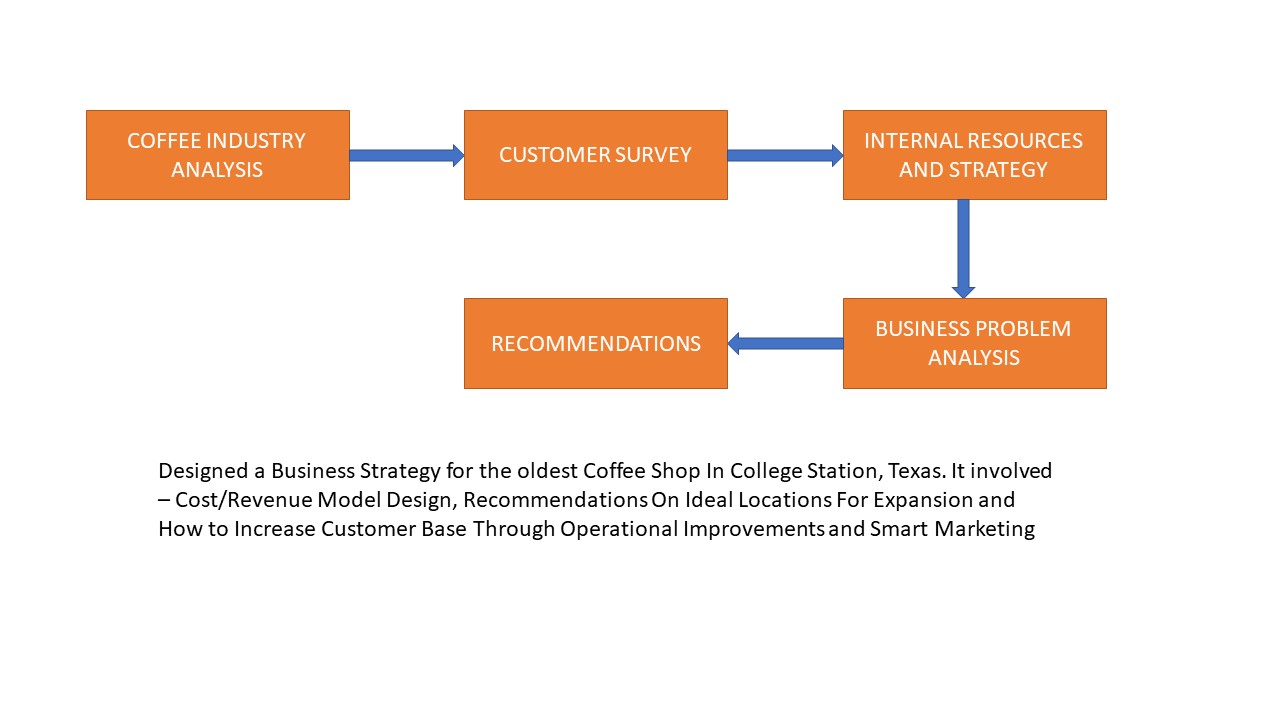 COFFEE INDUSTRY
ANALYSIS
CUSTOMER SURVEY
INTERNAL RESOURCES
AND STRATEGY
RECOMMENDATIONS
BUSINESS PROBLEM
ANALYSIS
Designed a Business Strategy for the oldest Coffee Shop In College Station, Texas. It involved
– Cost/Revenue Model Design, Recommendations On Ideal Locations For Expansion and
How to Increase Customer Base Through Operational Improvements and Smart Marketing